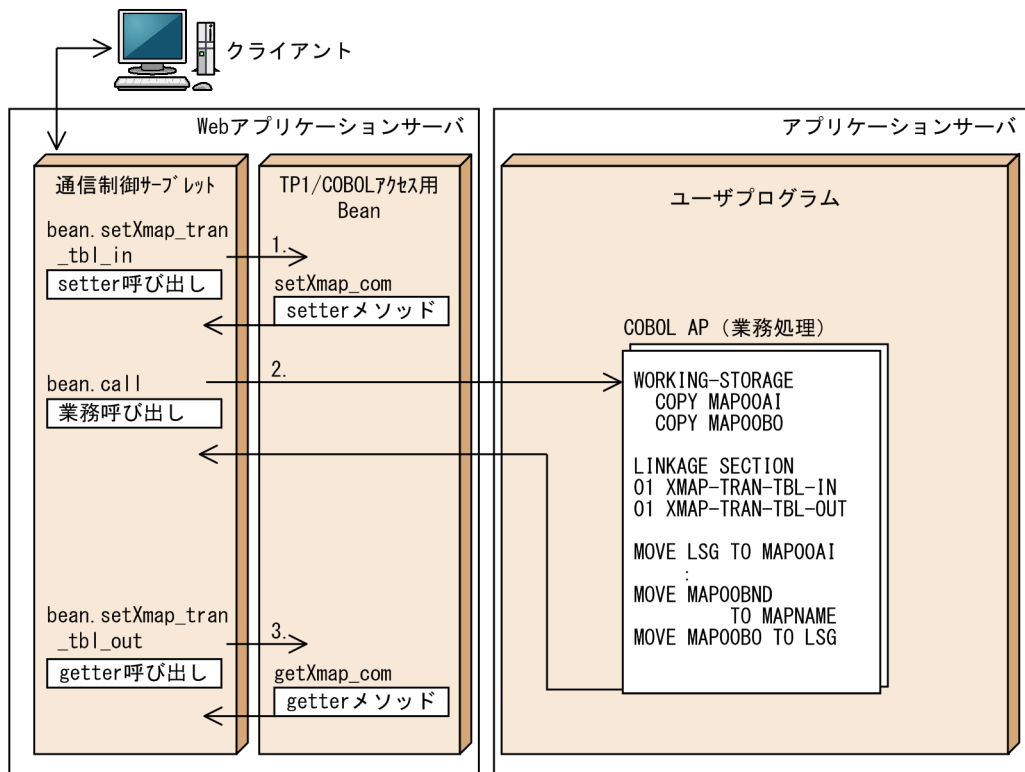 クライアント
Webアプリケーションサーバ
通信制御サーブレット
bean.setXmap_tran
_tbl_in
setter呼び出し
bean.call
業務呼び出し
bean.setXmap_tran
_tbl_out
getter呼び出し
TP1/COBOLアクセス用
Bean
1.
setXmap_com
setterメソッド
2.
3.
getXmap_com
getterメソッド
アプリケーションサーバ
ユーザプログラム
COBOL AP（業務処理）
WORKING-STORAGE
COPY MAP00AI
COPY MAP00BO
LINKAGE SECTION
01 XMAP-TRAN-TBL-IN
01 XMAP-TRAN-TBL-OUT
MOVE LSG TO MAP00AI
:
MOVE MAP00BND
TO MAPNAME
MOVE MAP00BO TO LSG